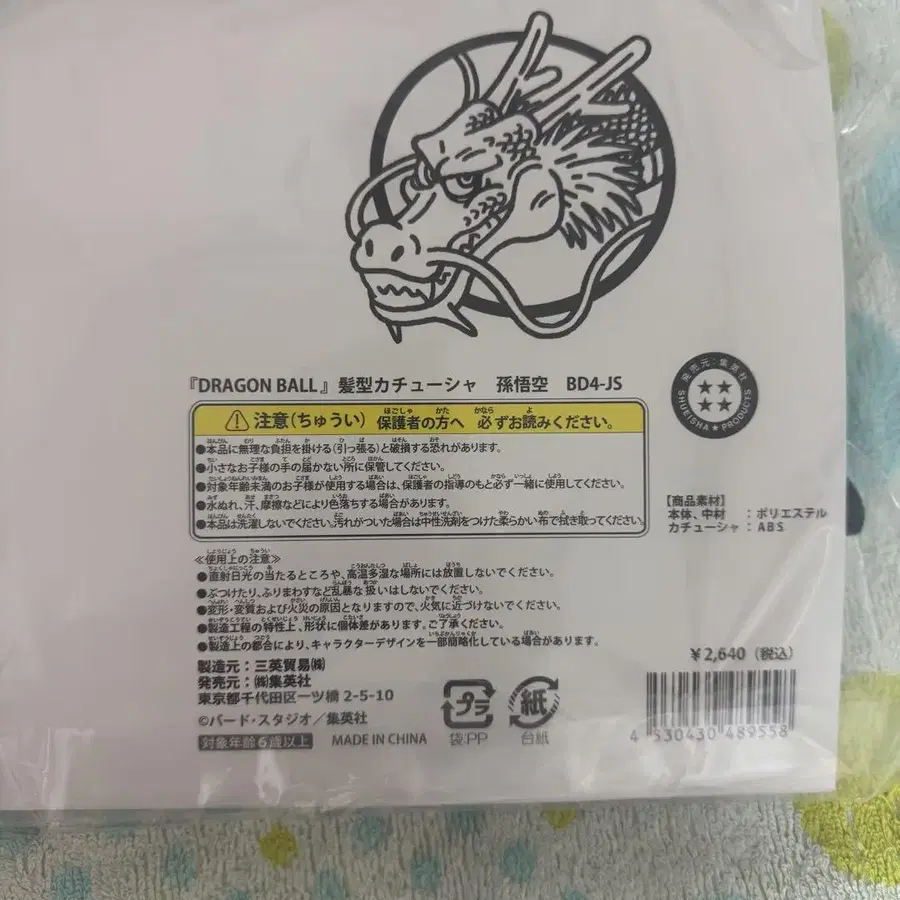 『DRAGON BALL』髪型カチューシャ 孫悟空 BD4-JS
発売元:集英社
SHUEISHA★PRODUCTS
注意(ちゅうい) 保護者の方へ 必ずお読みください。
●本品に無理な負担を掛ける(引っ張る)と破損する恐れがあります。
●小さなお子様の手の届かない所に保管してください。
●対象年齢未満のお子様が使用する場合は、保護者の指導のもと必ず一緒に使用してください。
●水ぬれ、汗、摩擦などにより色落ちする場合があります。
●本品は洗濯しないでください。汚れがついた場合は中性洗剤をつけた柔らかい布で拭き取ってください。
【商品素材】
本体、中材 :ポリエステル
カチューシャ:ABS
≪使用上の注意≫
●直射日光の当たるところや、高温多湿な場所には放置しないでください。
●ぶつけたり、ふりまわすなど乱暴な扱いはしないでください。
●変形・変質および火災の原因となりますので、火気に近づけないでください。
●製造工程の特性上、形状に個体差があります。ご了承ください。
●製造上の都合により、キャラクターデザインを一部簡略化している場合があります。
製造元:三英貿易㈱
発売元:㈱集英社
東京都千代田区一ツ橋 2-5-10
©バード・スタジオ/集英社
対象年齢6歳以上 MADE IN CHINA
プラ
袋:PP
紙
台紙
¥2,640(税込)
4 530430 489558